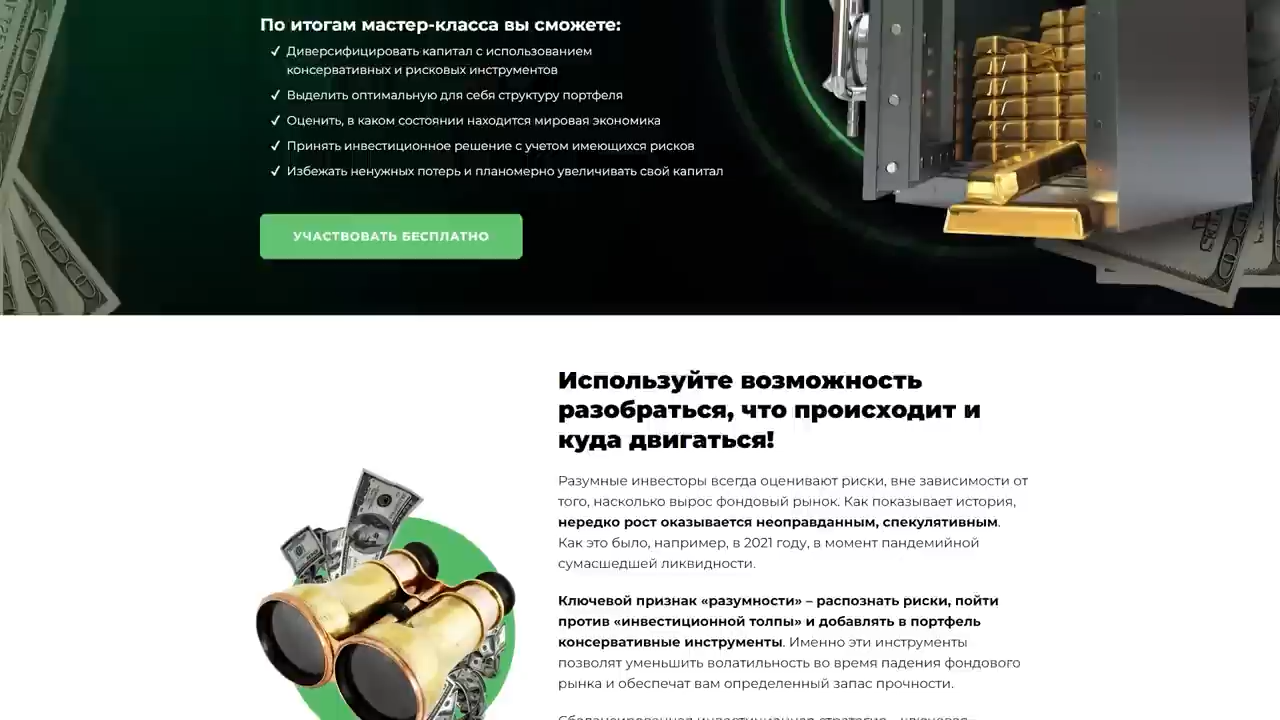 По итогам мастер-класса вы сможете:
✓ Диверсифицировать капитал с использованием
консервативных и рисковых инструментов
✓ Выделить оптимальную для себя структуру портфеля
✓ Оценить, в каком состоянии находится мировая экономика
✓ Принять инвестиционное решение с учетом имеющихся рисков
✓ Избежать ненужных потерь и планомерно увеличивать свой капитал
УЧАСТВОВАТЬ БЕСПЛАТНО
Используйте возможность
разобраться, что происходит и
куда двигаться!
Разумные инвесторы всегда оценивают риски, вне зависимости от
того, насколько вырос фондовый рынок. Как показывает история,
нередко рост оказывается неоправданным, спекулятивным.
Как это было, например, в 2021 году, в момент пандемийной
сумасшедшей ликвидности.
Ключевой признак «разумности» – распознать риски, пойти
против «инвестиционной толпы» и добавлять в портфель
консервативные инструменты. Именно эти инструменты
позволят уменьшить волатильность во время падения фондового
рынка и обеспечат вам определенный запас прочности.